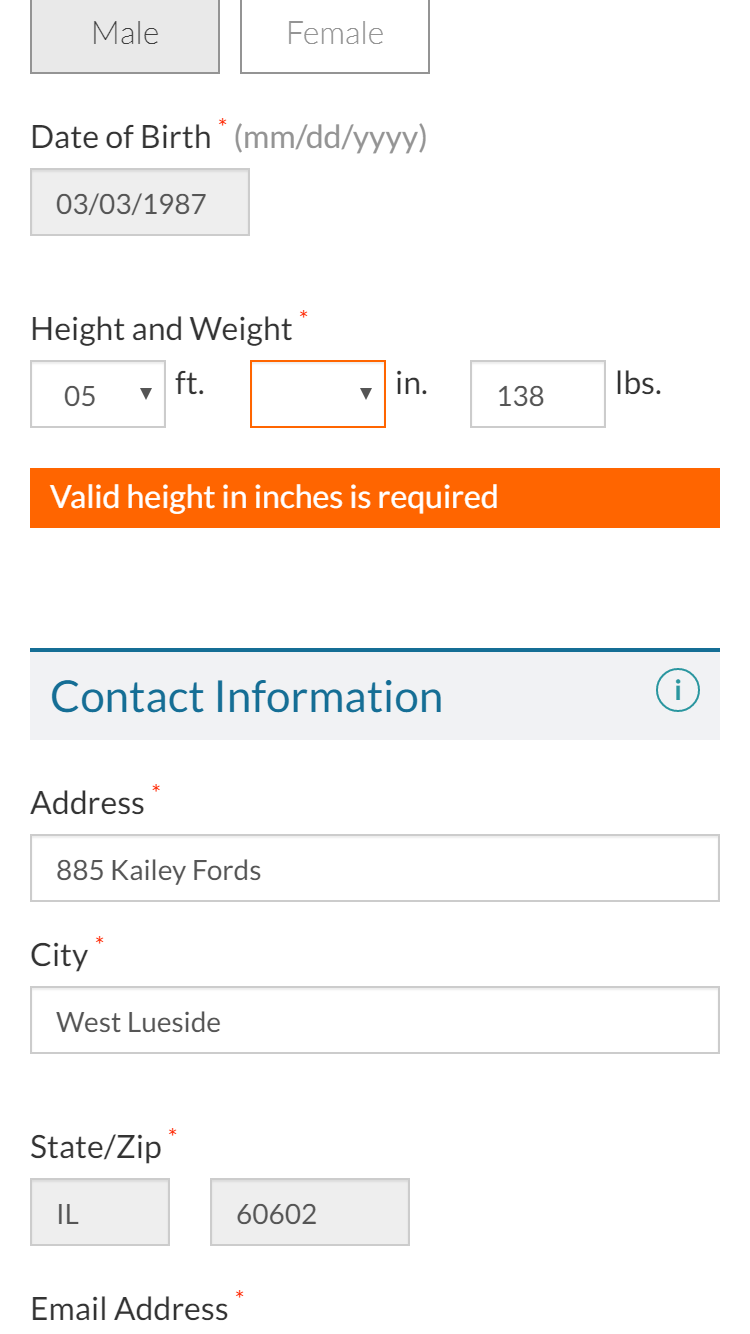 Male Female
Date of Birth * (mm/dd/yyyy)
03/03/1987
Height and Weight *
05 ▼ ft. ▼ in. 138 lbs.
Valid height in inches is required
Contact Information i
Address *
885 Kailey Fords
City *
West Lueside
State/Zip *
IL 60602
Email Address *